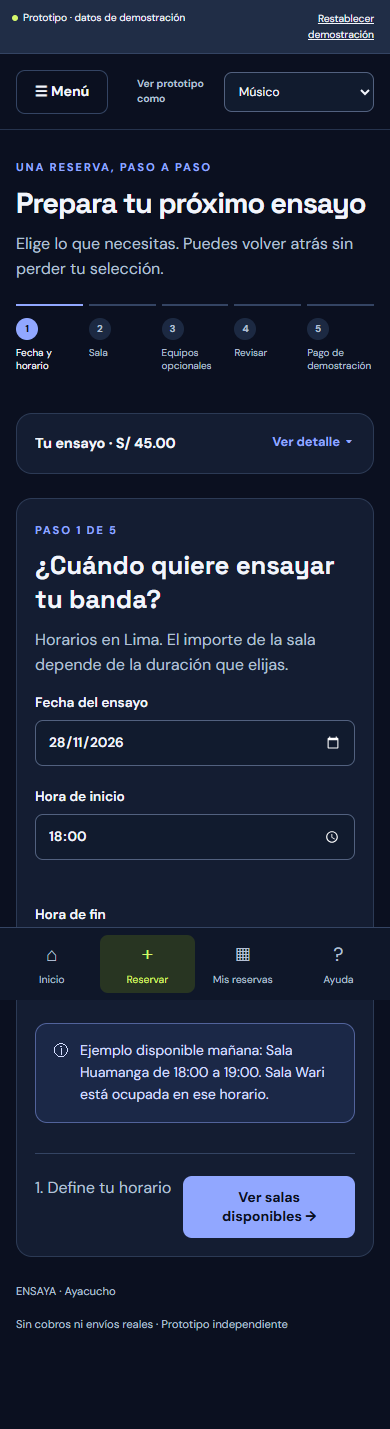 Prototipo · datos de demostración
Restablecer
demostración
☰ Menú
Ver prototipo
como
Músico
UNA RESERVA, PASO A PASO
Prepara tu próximo ensayo
Elige lo que necesitas. Puedes volver atrás sin
perder tu selección.
1
Fecha y
horario
2
Sala
3
Equipos
opcionales
4
Revisar
5
Pago de
demostración
Tu ensayo · S/ 45.00
Ver detalle
PASO 1 DE 5
¿Cuándo quiere ensayar
tu banda?
Horarios en Lima. El importe de la sala
depende de la duración que elijas.
Fecha del ensayo
28/11/2026
Hora de inicio
18:00
Hora de fin
Inicio
+
Reservar
Mis reservas
?
Ayuda
Ejemplo disponible mañana: Sala
Huamanga de 18:00 a 19:00. Sala Wari
está ocupada en ese horario.
1. Define tu horario
Ver salas
disponibles →
ENSAYA · Ayacucho
Sin cobros ni envíos reales · Prototipo independiente